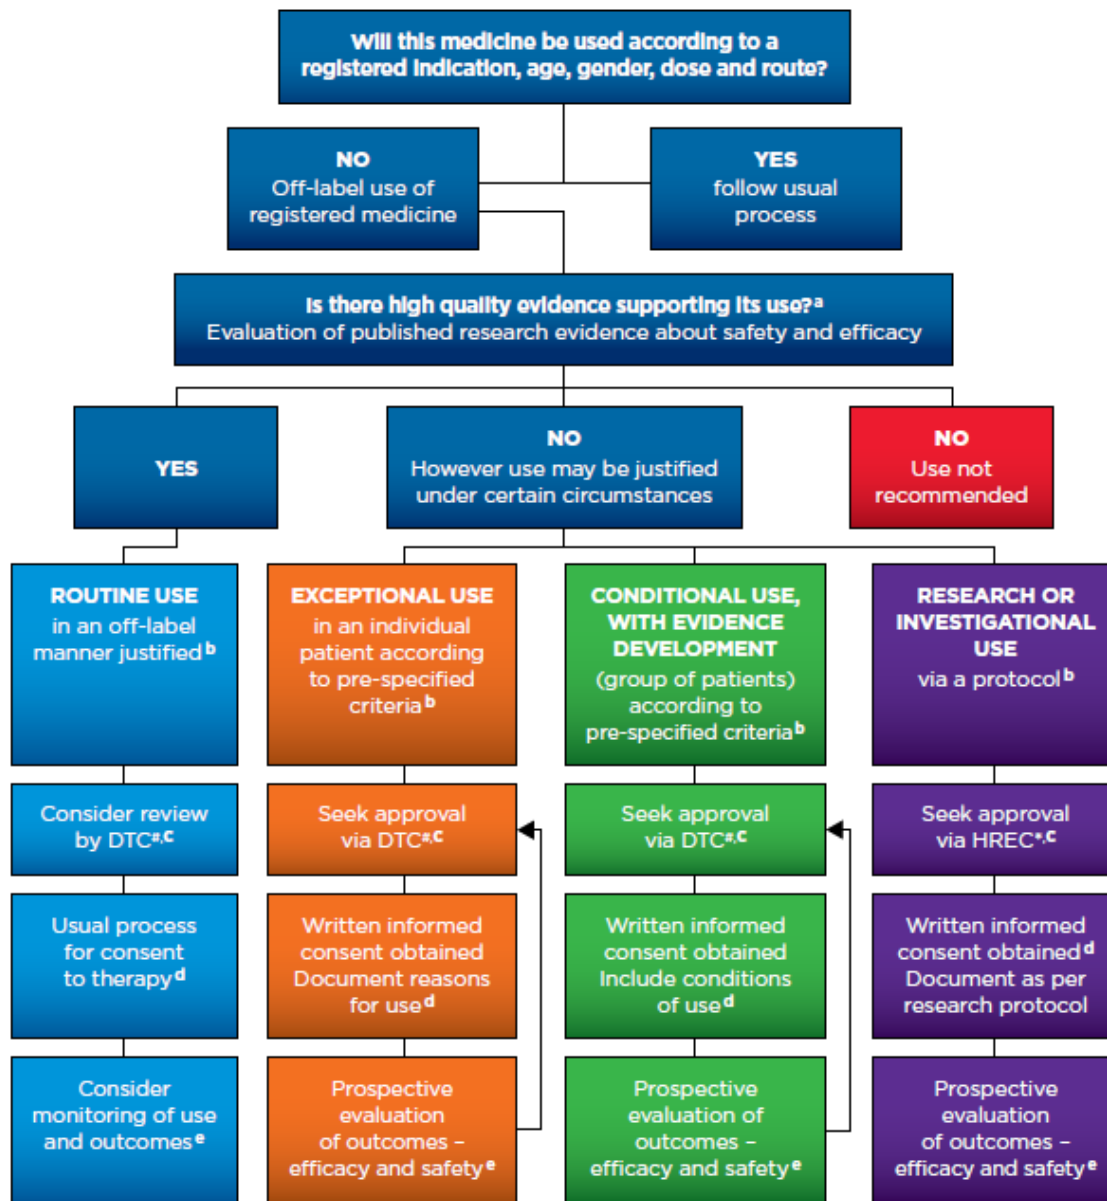 Will this medicine be used according to a
registered indication, age, gender, dose and route?
NO
Off-label use of
registered medicine
YES
follow usual
process
Is there high quality evidence supporting its use?ᵃ
Evaluation of published research evidence about safety and efficacy
YES
NO
However use may be justified
under certain circumstances
NO
Use not
recommended
ROUTINE USE
in an off-label
manner justifiedᵇ
Consider review
by DTC#,C
Usual process
for consent
to therapyᵈ
Consider
monitoring of use
and outcomesᵉ
EXCEPTIONAL USE
in an individual
patient according
to pre-specified
criteriaᵇ
Seek approval
via DTC#,C
Written informed
consent obtained
Document reasons
for useᵈ
Prospective
evaluation
of outcomes –
efficacy and safetyᵉ
CONDITIONAL USE,
WITH EVIDENCE
DEVELOPMENT
(group of patients)
according to
pre-specified criteriaᵇ
Seek approval
via DTC#,C
Written informed
consent obtained
Include conditions
of useᵈ
Prospective
evaluation of
outcomes –
efficacy and safetyᵉ
RESEARCH OR
INVESTIGATIONAL
USE
via a protocolᵇ
Seek approval
via HREC*,C
Written informed
consent obtainedᵈ
Document as per
research protocol
Prospective
evaluation
of outcomes –
efficacy and safetyᵉ